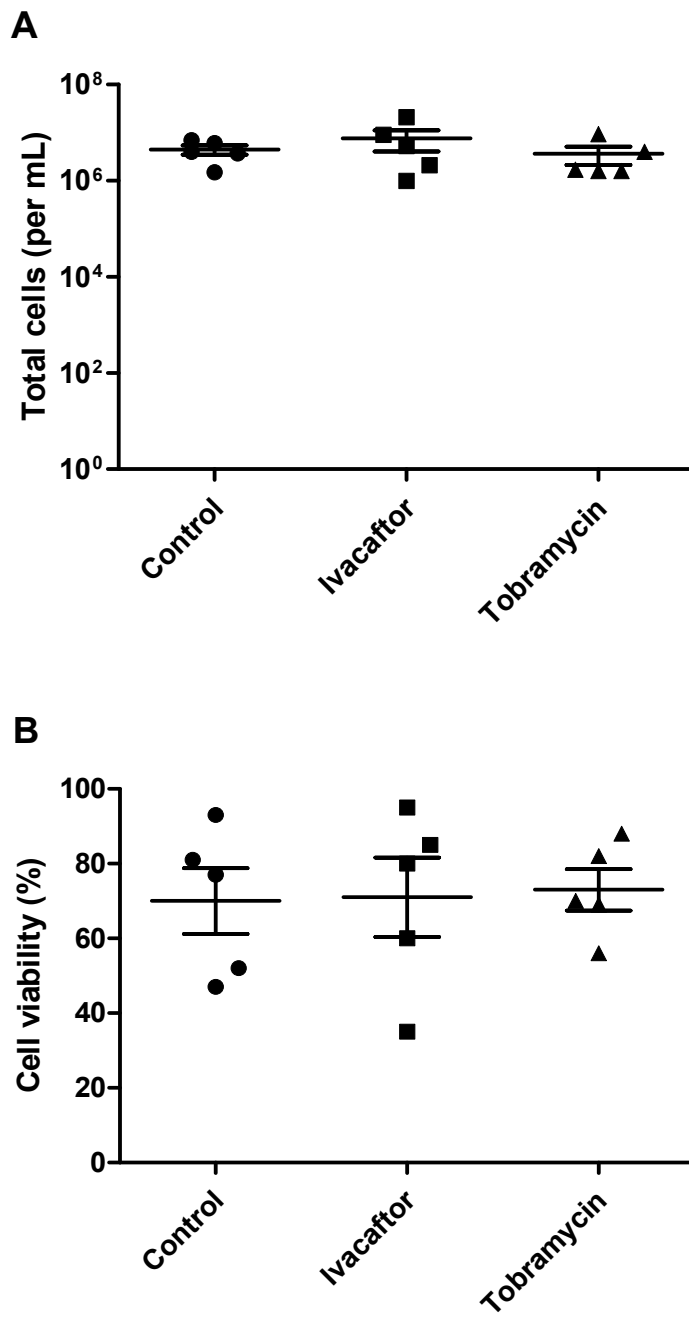 A
Total cells (per mL)
10⁸
10⁶
10⁴
10²
10⁰
Control
Ivacaftor
Tobramycin
B
Cell viability (%)
100
80
60
40
20
0
Control
Ivacaftor
Tobramycin